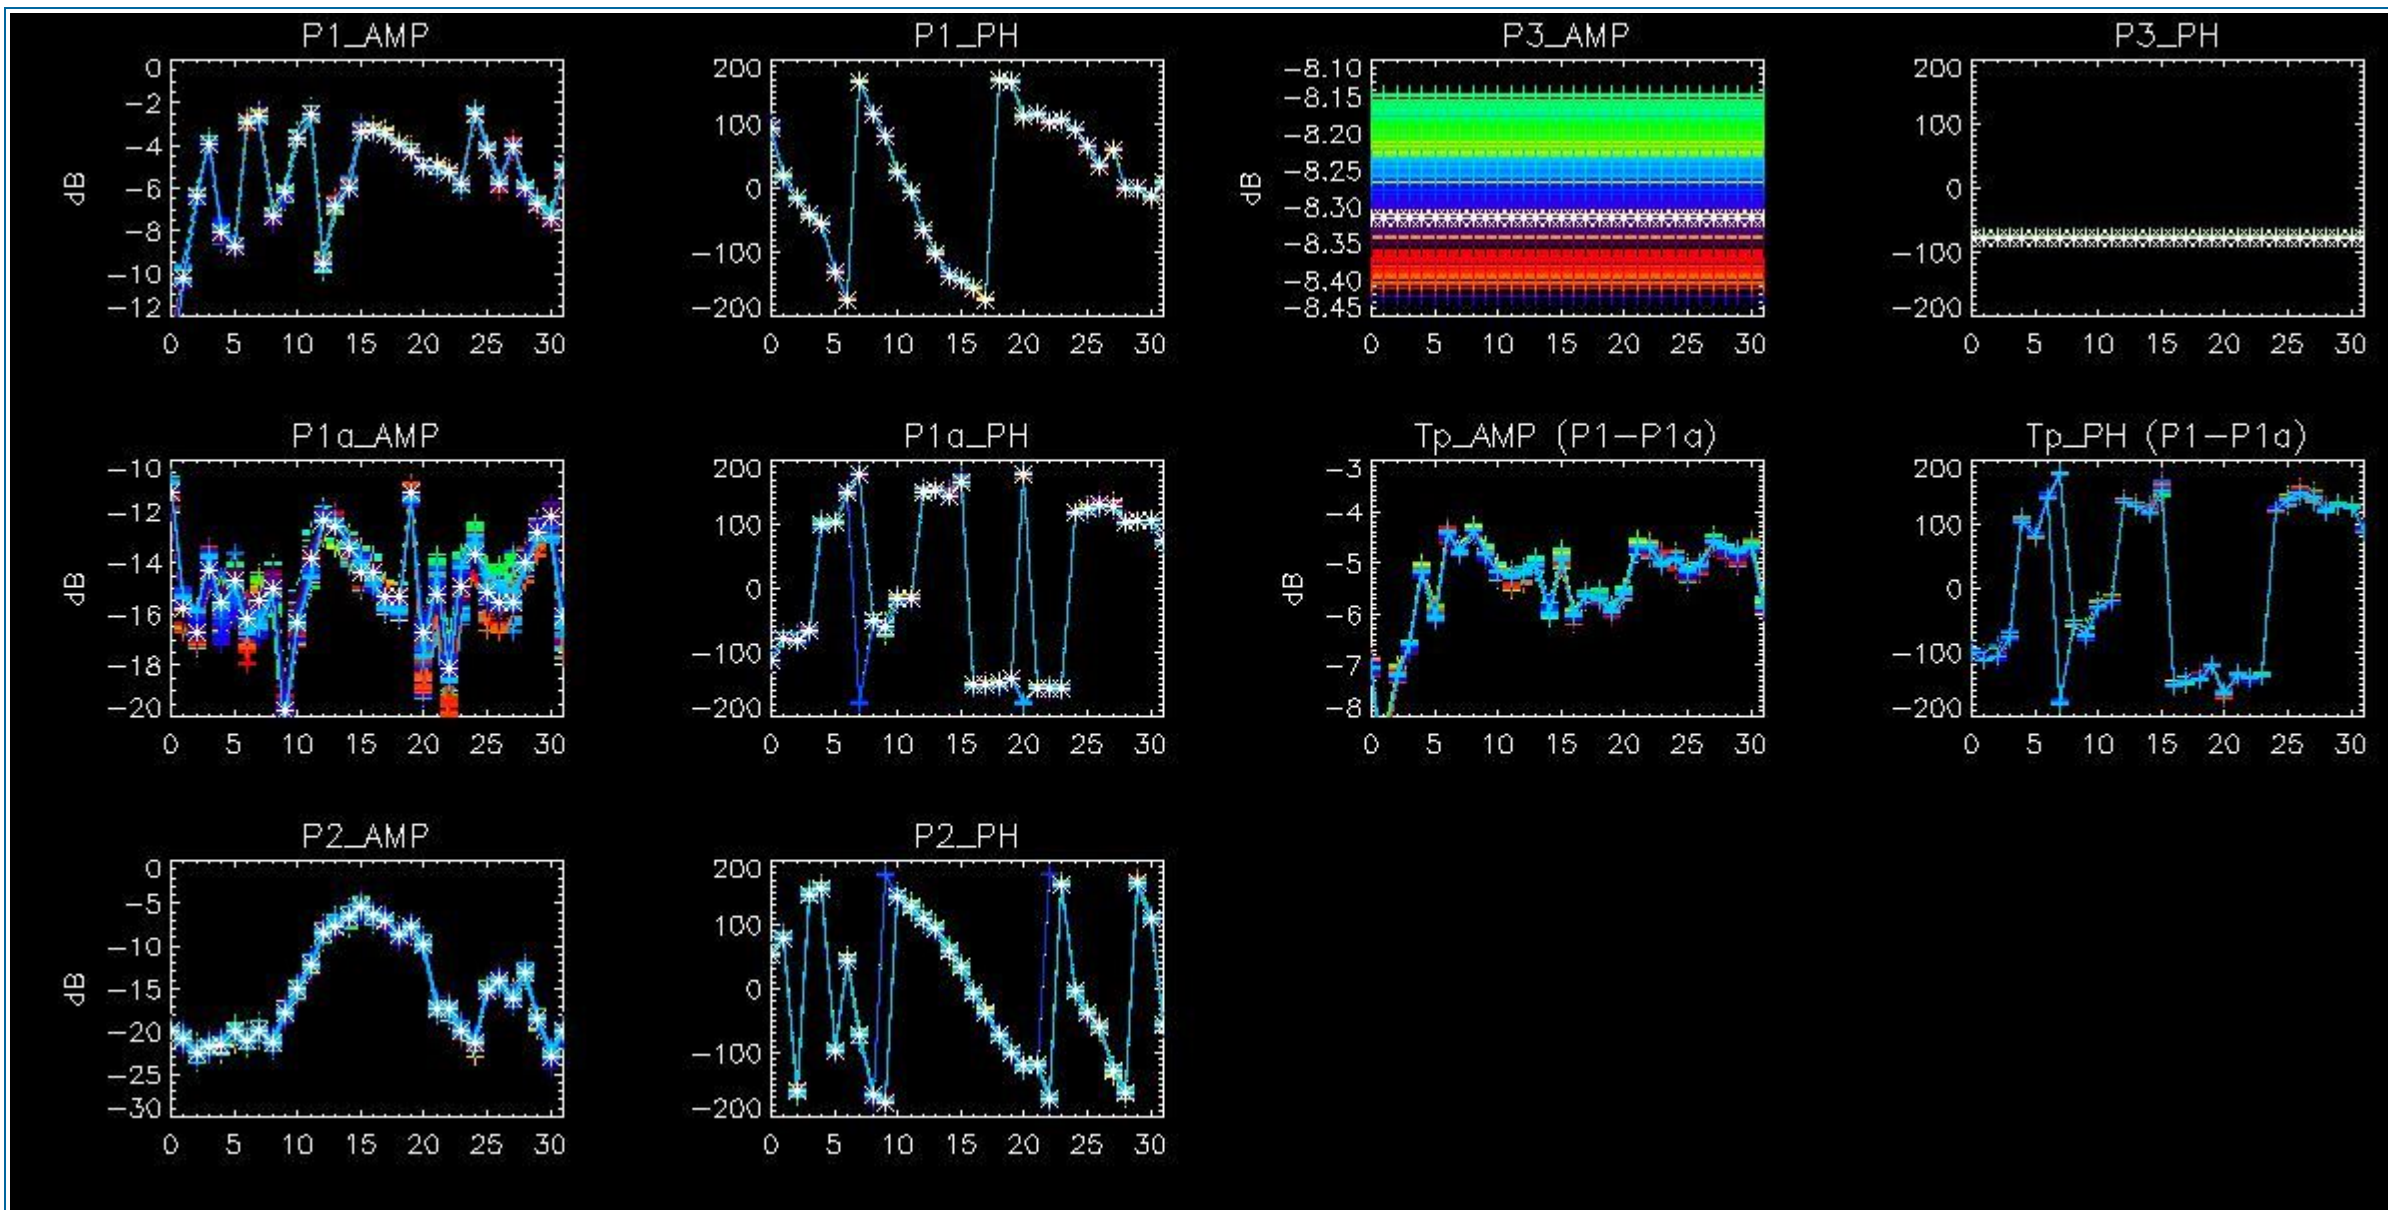 P1_AMP P1_PH P3_AMP P3_PH
0 200 -8.10 200
-2 100 -8.15 100
-4 0 -8.20 0
-6 -100 -8.25 -100
-8 -200 -8.30 -200
-10 -8.35
-12 -8.40
-8.45
dB dB
0 5 10 15 20 25 30 0 5 10 15 20 25 30 0 5 10 15 20 25 30 0 5 10 15 20 25 30
P1a_AMP P1a_PH Tp_AMP (P1-P1a) Tp_PH (P1-P1a)
-10 200 -3 200
-12 100 -4 100
-14 0 -5 0
-16 -100 -6 -100
-18 -200 -7 -200
-20 -8
dB dB
0 5 10 15 20 25 30 0 5 10 15 20 25 30 0 5 10 15 20 25 30 0 5 10 15 20 25 30
P2_AMP P2_PH
0 200
-5 100
-10 0
-15 -100
-20 -200
-25
-30
dB
0 5 10 15 20 25 30 0 5 10 15 20 25 30